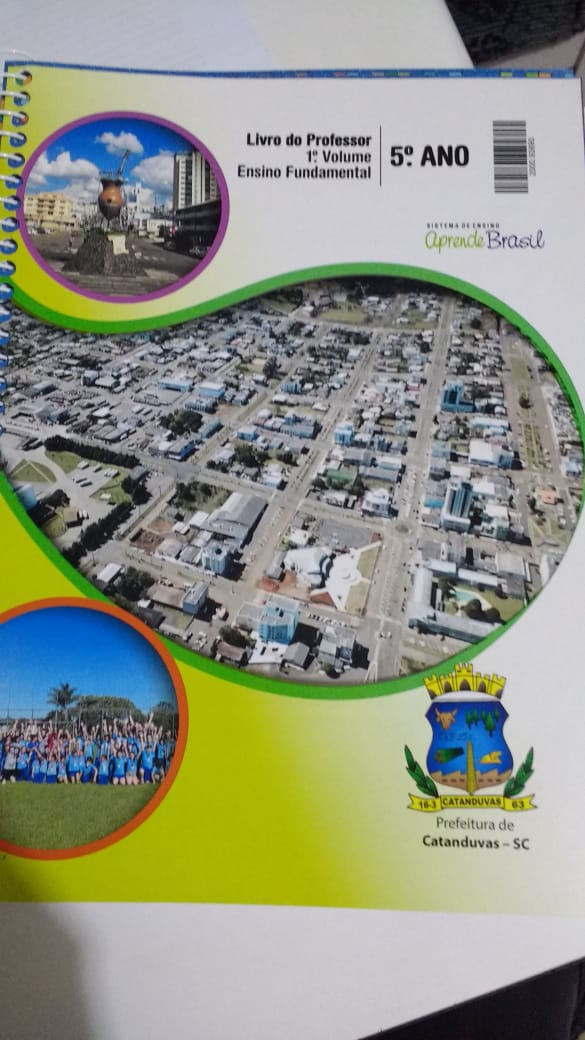 Livro do Professor
1º. Volume
Ensino Fundamental
5º. ANO
SISTEMA DE ENSINO
aprende Brasil
16-3 CATANDUVAS 63
Prefeitura de
Catanduvas – SC